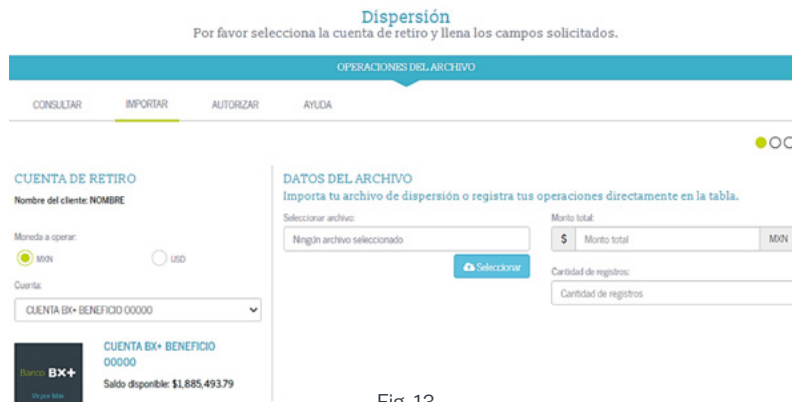 Dispersión
Por favor selecciona la cuenta de retiro y llena los campos solicitados.
OPERACIONES DEL ARCHIVO
CONSULTAR IMPORTAR AUTORIZAR AYUDA
CUENTA DE RETIRO
Nombre del cliente: NOMBRE
Moneda a operar:
MXN USD
Cuenta:
CUENTA BX+ BENEFICIO 00000
Banco BX+
Ve por Más
CUENTA BX+ BENEFICIO
00000
Saldo disponible: $1,885,493.79
DATOS DEL ARCHIVO
Importa tu archivo de dispersión o registra tus operaciones directamente en la tabla.
Seleccionar archivo:
Ningún archivo seleccionado
Seleccionar
Monto total:
$ Monto total MXN
Cantidad de registros:
Cantidad de registros
Fig. 13